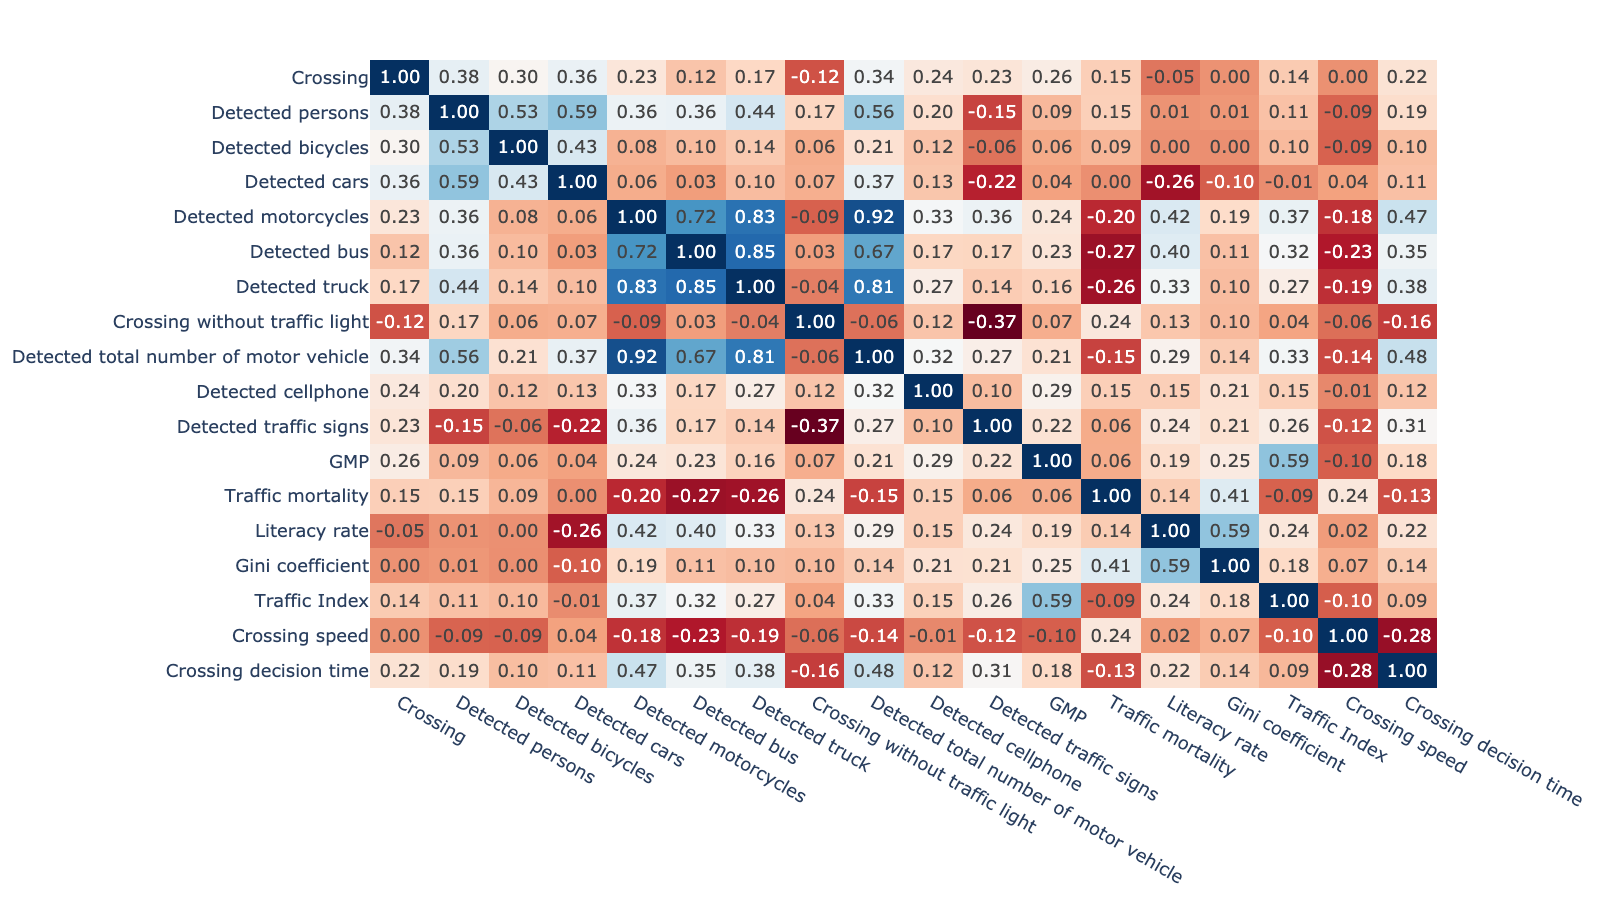 Crossing 1.00 0.38 0.30 0.36 0.23 0.12 0.17 -0.12 0.34 0.24 0.23 0.26 0.15 -0.05 0.00 0.14 0.00 0.22
Detected persons 0.38 1.00 0.53 0.59 0.36 0.36 0.44 0.17 0.56 0.20 -0.15 0.09 0.15 0.01 0.01 0.11 -0.09 0.19
Detected bicycles 0.30 0.53 1.00 0.43 0.08 0.10 0.14 0.06 0.21 0.12 -0.06 0.06 0.09 0.00 0.00 0.10 -0.09 0.10
Detected cars 0.36 0.59 0.43 1.00 0.06 0.03 0.10 0.07 0.37 0.13 -0.22 0.04 0.00 -0.26 -0.10 -0.01 0.04 0.11
Detected motorcycles 0.23 0.36 0.08 0.06 1.00 0.72 0.83 -0.09 0.92 0.33 0.36 0.24 -0.20 0.42 0.19 0.37 -0.18 0.47
Detected bus 0.12 0.36 0.10 0.03 0.72 1.00 0.85 0.03 0.67 0.17 0.17 0.23 -0.27 0.40 0.11 0.32 -0.23 0.35
Detected truck 0.17 0.44 0.14 0.10 0.83 0.85 1.00 -0.04 0.81 0.27 0.14 0.16 -0.26 0.33 0.10 0.27 -0.19 0.38
Crossing without traffic light -0.12 0.17 0.06 0.07 -0.09 0.03 -0.04 1.00 -0.06 0.12 -0.37 0.07 0.24 0.13 0.10 0.04 -0.06 -0.16
Detected total number of motor vehicle 0.34 0.56 0.21 0.37 0.92 0.67 0.81 -0.06 1.00 0.32 0.27 0.21 -0.15 0.29 0.14 0.33 -0.14 0.48
Detected cellphone 0.24 0.20 0.12 0.13 0.33 0.17 0.27 0.12 0.32 1.00 0.10 0.29 0.15 0.15 0.21 0.15 -0.01 0.12
Detected traffic signs 0.23 -0.15 -0.06 -0.22 0.36 0.17 0.14 -0.37 0.27 0.10 1.00 0.22 0.06 0.24 0.21 0.26 -0.12 0.31
GMP 0.26 0.09 0.06 0.04 0.24 0.23 0.16 0.07 0.21 0.29 0.22 1.00 0.06 0.19 0.25 0.59 -0.10 0.18
Traffic mortality 0.15 0.15 0.09 0.00 -0.20 -0.27 -0.26 0.24 -0.15 0.15 0.06 0.06 1.00 0.14 0.41 -0.09 0.24 -0.13
Literacy rate -0.05 0.01 0.00 -0.26 0.42 0.40 0.33 0.13 0.29 0.15 0.24 0.19 0.14 1.00 0.59 0.24 0.02 0.22
Gini coefficient 0.00 0.01 0.00 -0.10 0.19 0.11 0.10 0.10 0.14 0.21 0.21 0.25 0.41 0.59 1.00 0.18 0.07 0.14
Traffic Index 0.14 0.11 0.10 -0.01 0.37 0.32 0.27 0.04 0.33 0.15 0.26 0.59 -0.09 0.24 0.18 1.00 -0.10 0.09
Crossing speed 0.00 -0.09 -0.09 0.04 -0.18 -0.23 -0.19 -0.06 -0.14 -0.01 -0.12 -0.10 0.24 0.02 0.07 -0.10 1.00 -0.28
Crossing decision time 0.22 0.19 0.10 0.11 0.47 0.35 0.38 -0.16 0.48 0.12 0.31 0.18 -0.13 0.22 0.14 0.09 -0.28 1.00
Crossing
Detected persons
Detected bicycles
Detected cars
Detected motorcycles
Detected bus
Detected truck
Crossing without traffic light
Detected total number of motor vehicle
Detected cellphone
Detected traffic signs
GMP
Traffic mortality
Literacy rate
Gini coefficient
Traffic Index
Crossing speed
Crossing decision time